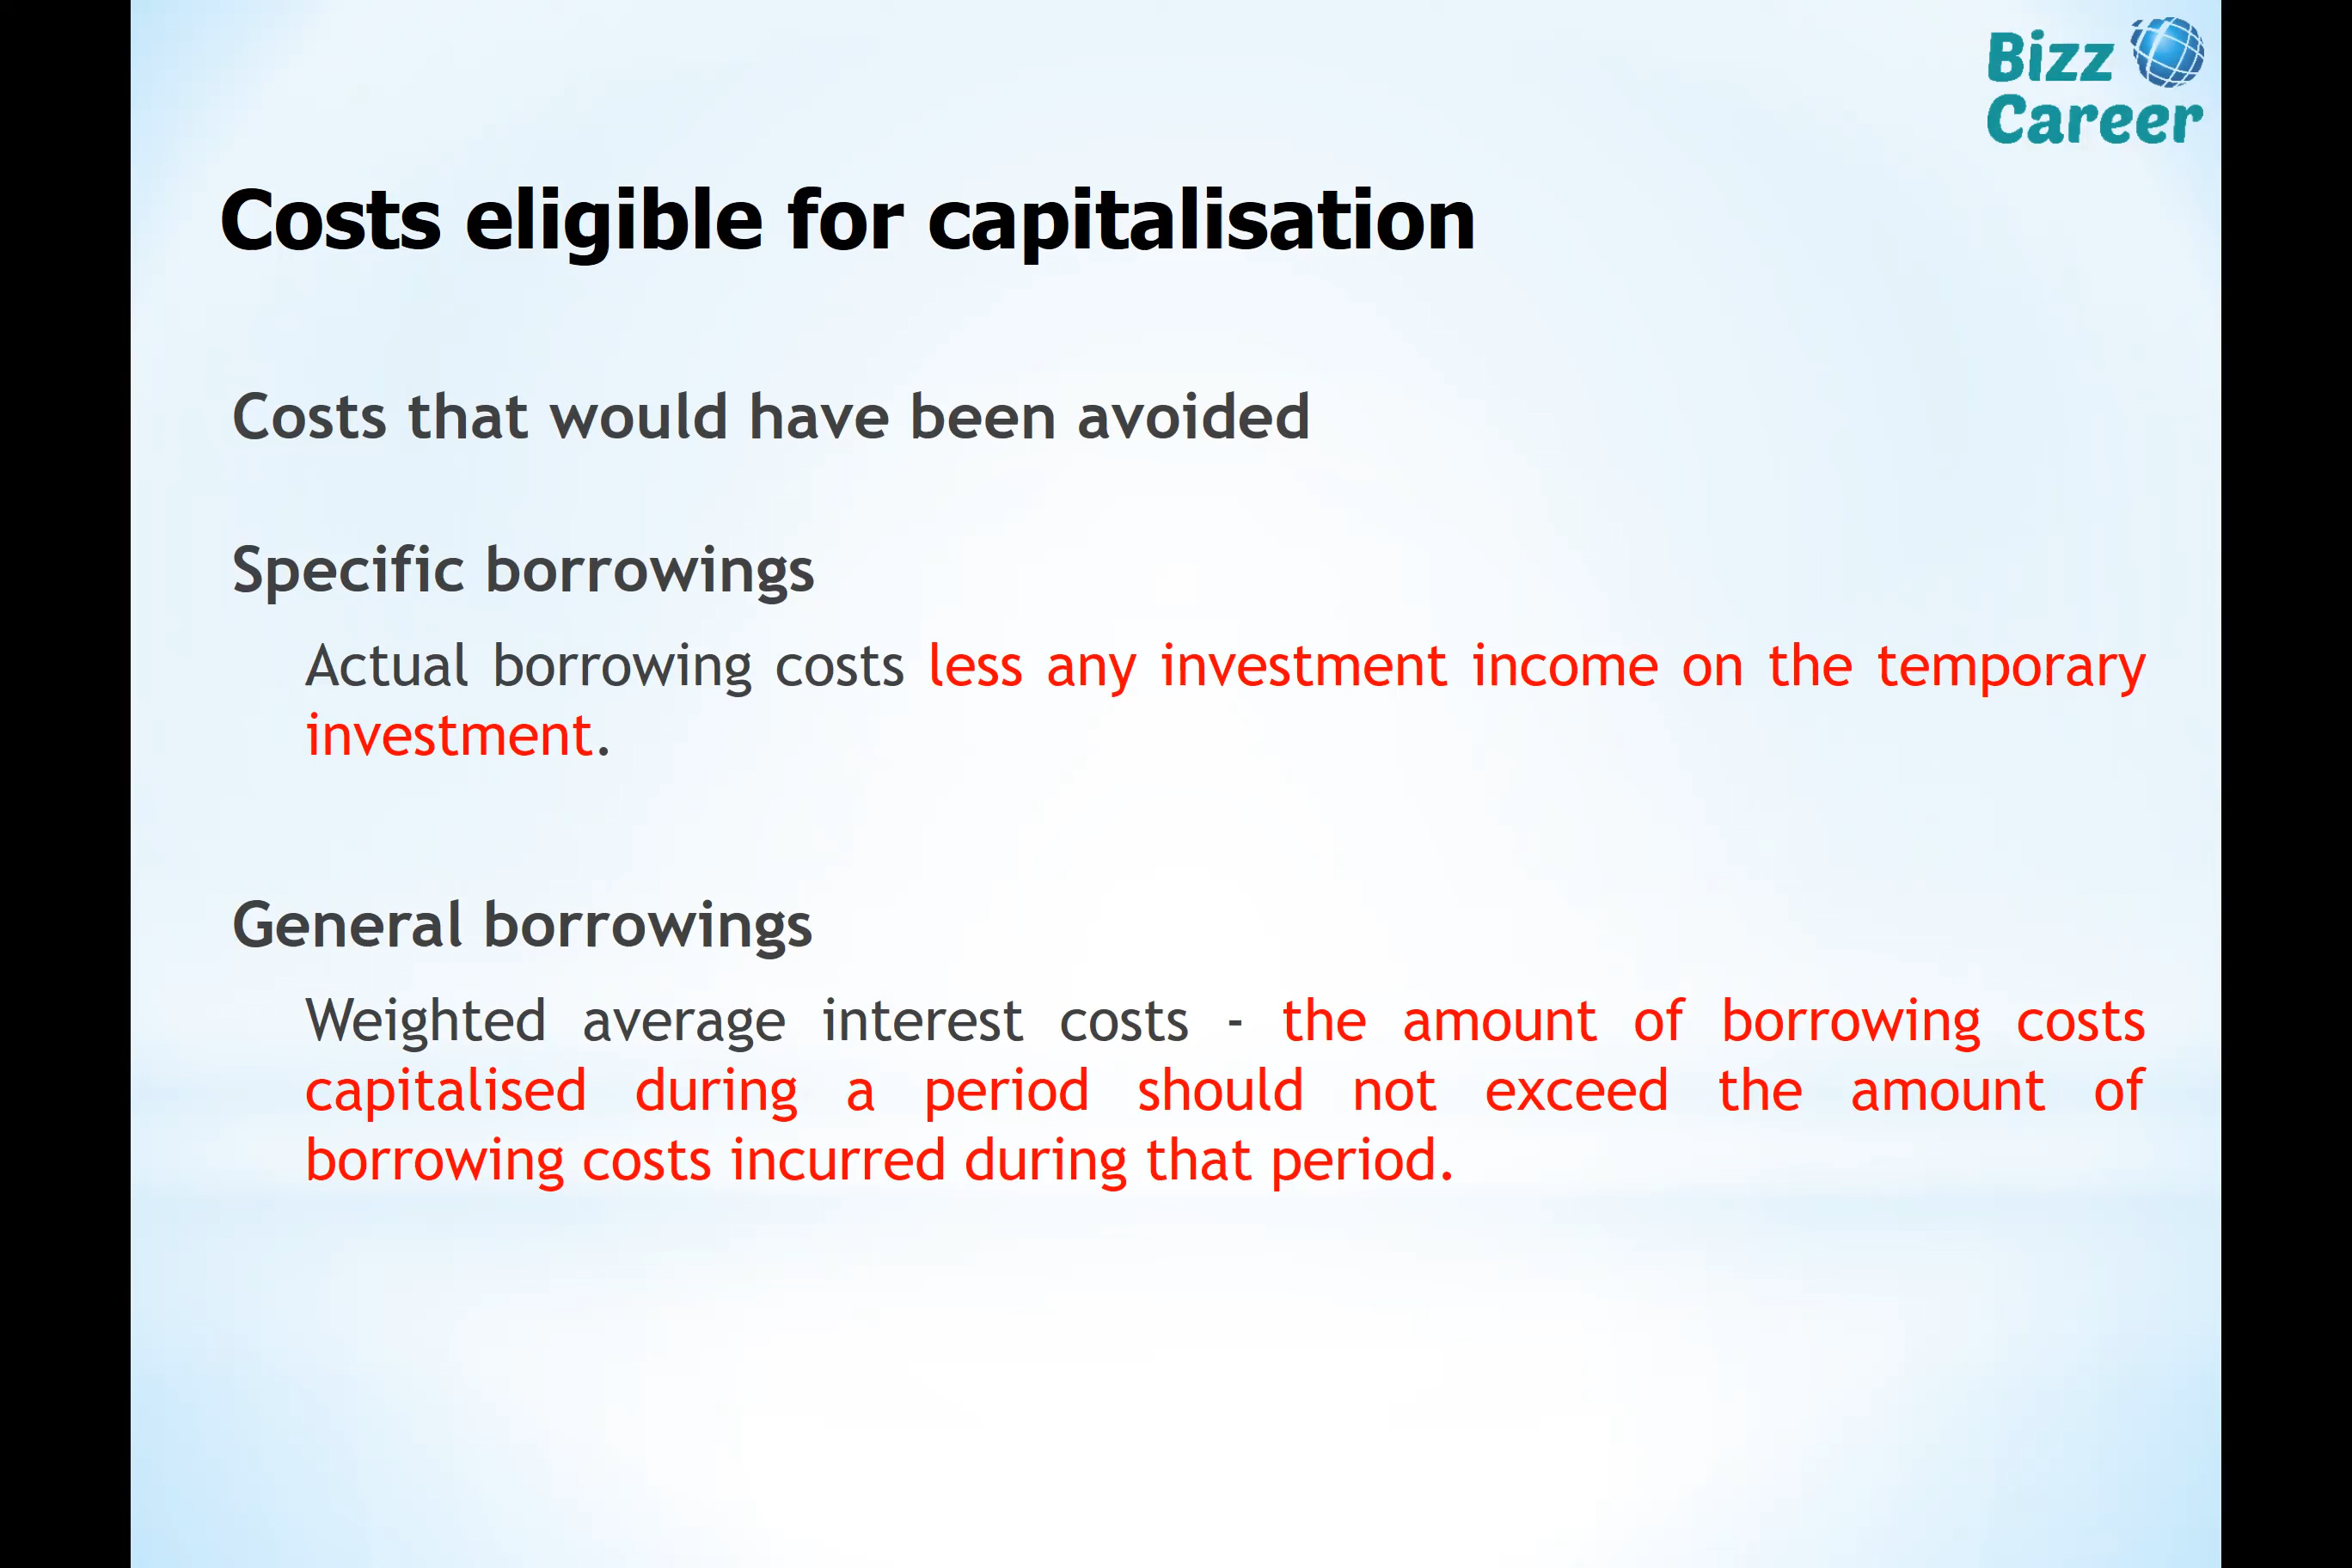 Bizz
Career
Costs eligible for capitalisation
Costs that would have been avoided
Specific borrowings
Actual borrowing costs less any investment income on the temporary
investment.
General borrowings
Weighted average interest costs - the amount of borrowing costs
capitalised during a period should not exceed the amount of
borrowing costs incurred during that period.